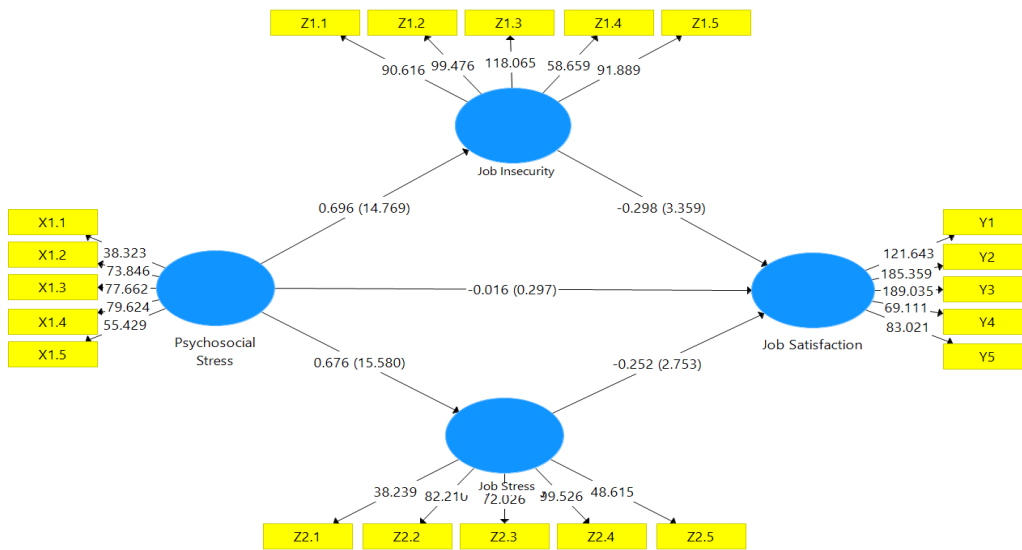 Z1.1 Z1.2 Z1.3 Z1.4 Z1.5
90.616 99.476 118.065 58.659 91.889
Job Insecurity
0.696 (14.769) -0.298 (3.359)
X1.1
X1.2
X1.3
X1.4
X1.5
38.323
73.846
77.662
79.624
55.429
Psychosocial
Stress
-0.016 (0.297)
121.643
185.359
189.035
69.111
83.021
Y1
Y2
Y3
Y4
Y5
Job Satisfaction
0.676 (15.580) -0.252 (2.753)
Job Stress
38.239 82.210 72.026 99.526 48.615
Z2.1 Z2.2 Z2.3 Z2.4 Z2.5